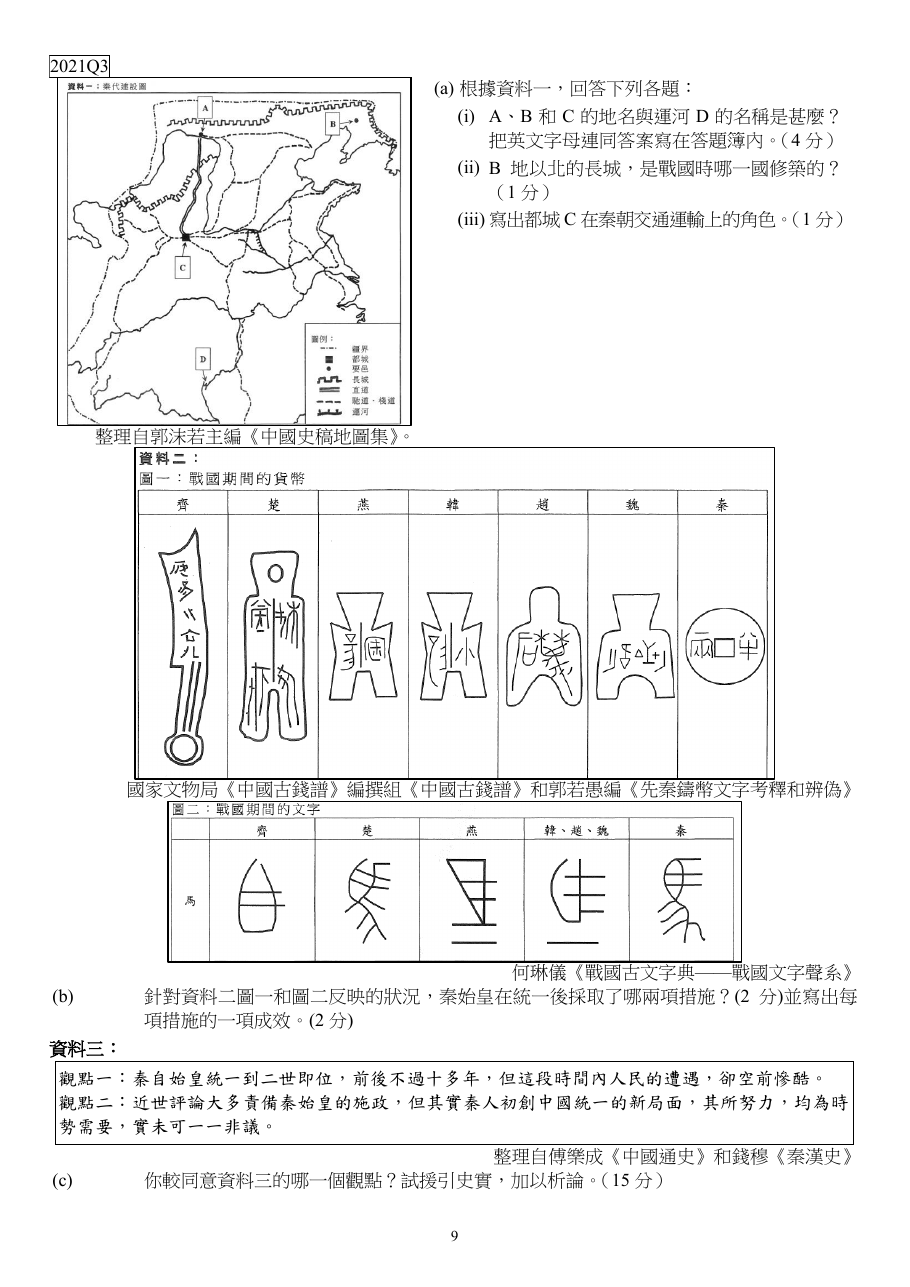 2021Q3
資料一：秦代建設圖
A
B
C
D
圖例：
疆界
都城
要邑
長城
直道
馳道．棧道
運河
整理自郭沫若主編《中國史稿地圖集》。
(a) 根據資料一，回答下列各題：
(i) A、B 和 C 的地名與運河 D 的名稱是甚麼？
把英文字母連同答案寫在答題簿內。（4 分）
(ii) B 地以北的長城，是戰國時哪一國修築的？
（1 分）
(iii) 寫出都城 C 在秦朝交通運輸上的角色。（1 分）
資料二：
圖一：戰國期間的貨幣
齊 楚 燕 韓 趙 魏 秦
國家文物局《中國古錢譜》編撰組《中國古錢譜》和郭若愚編《先秦鑄幣文字考釋和辨偽》
圖二：戰國期間的文字
齊 楚 燕 韓、趙、魏 秦
馬
何琳儀《戰國古文字典——戰國文字聲系》
(b) 針對資料二圖一和圖二反映的狀況，秦始皇在統一後採取了哪兩項措施？(2 分)並寫出每
項措施的一項成效。(2 分)
資料三：
觀點一：秦自始皇統一到二世即位，前後不過十多年，但這段時間內人民的遭遇，卻空前慘酷。
觀點二：近世評論大多責備秦始皇的施政，但其實秦人初創中國統一的新局面，其所努力，均為時
勢需要，實未可一一非議。
整理自傅樂成《中國通史》和錢穆《秦漢史》
(c) 你較同意資料三的哪一個觀點？試援引史實，加以析論。（15 分）
9